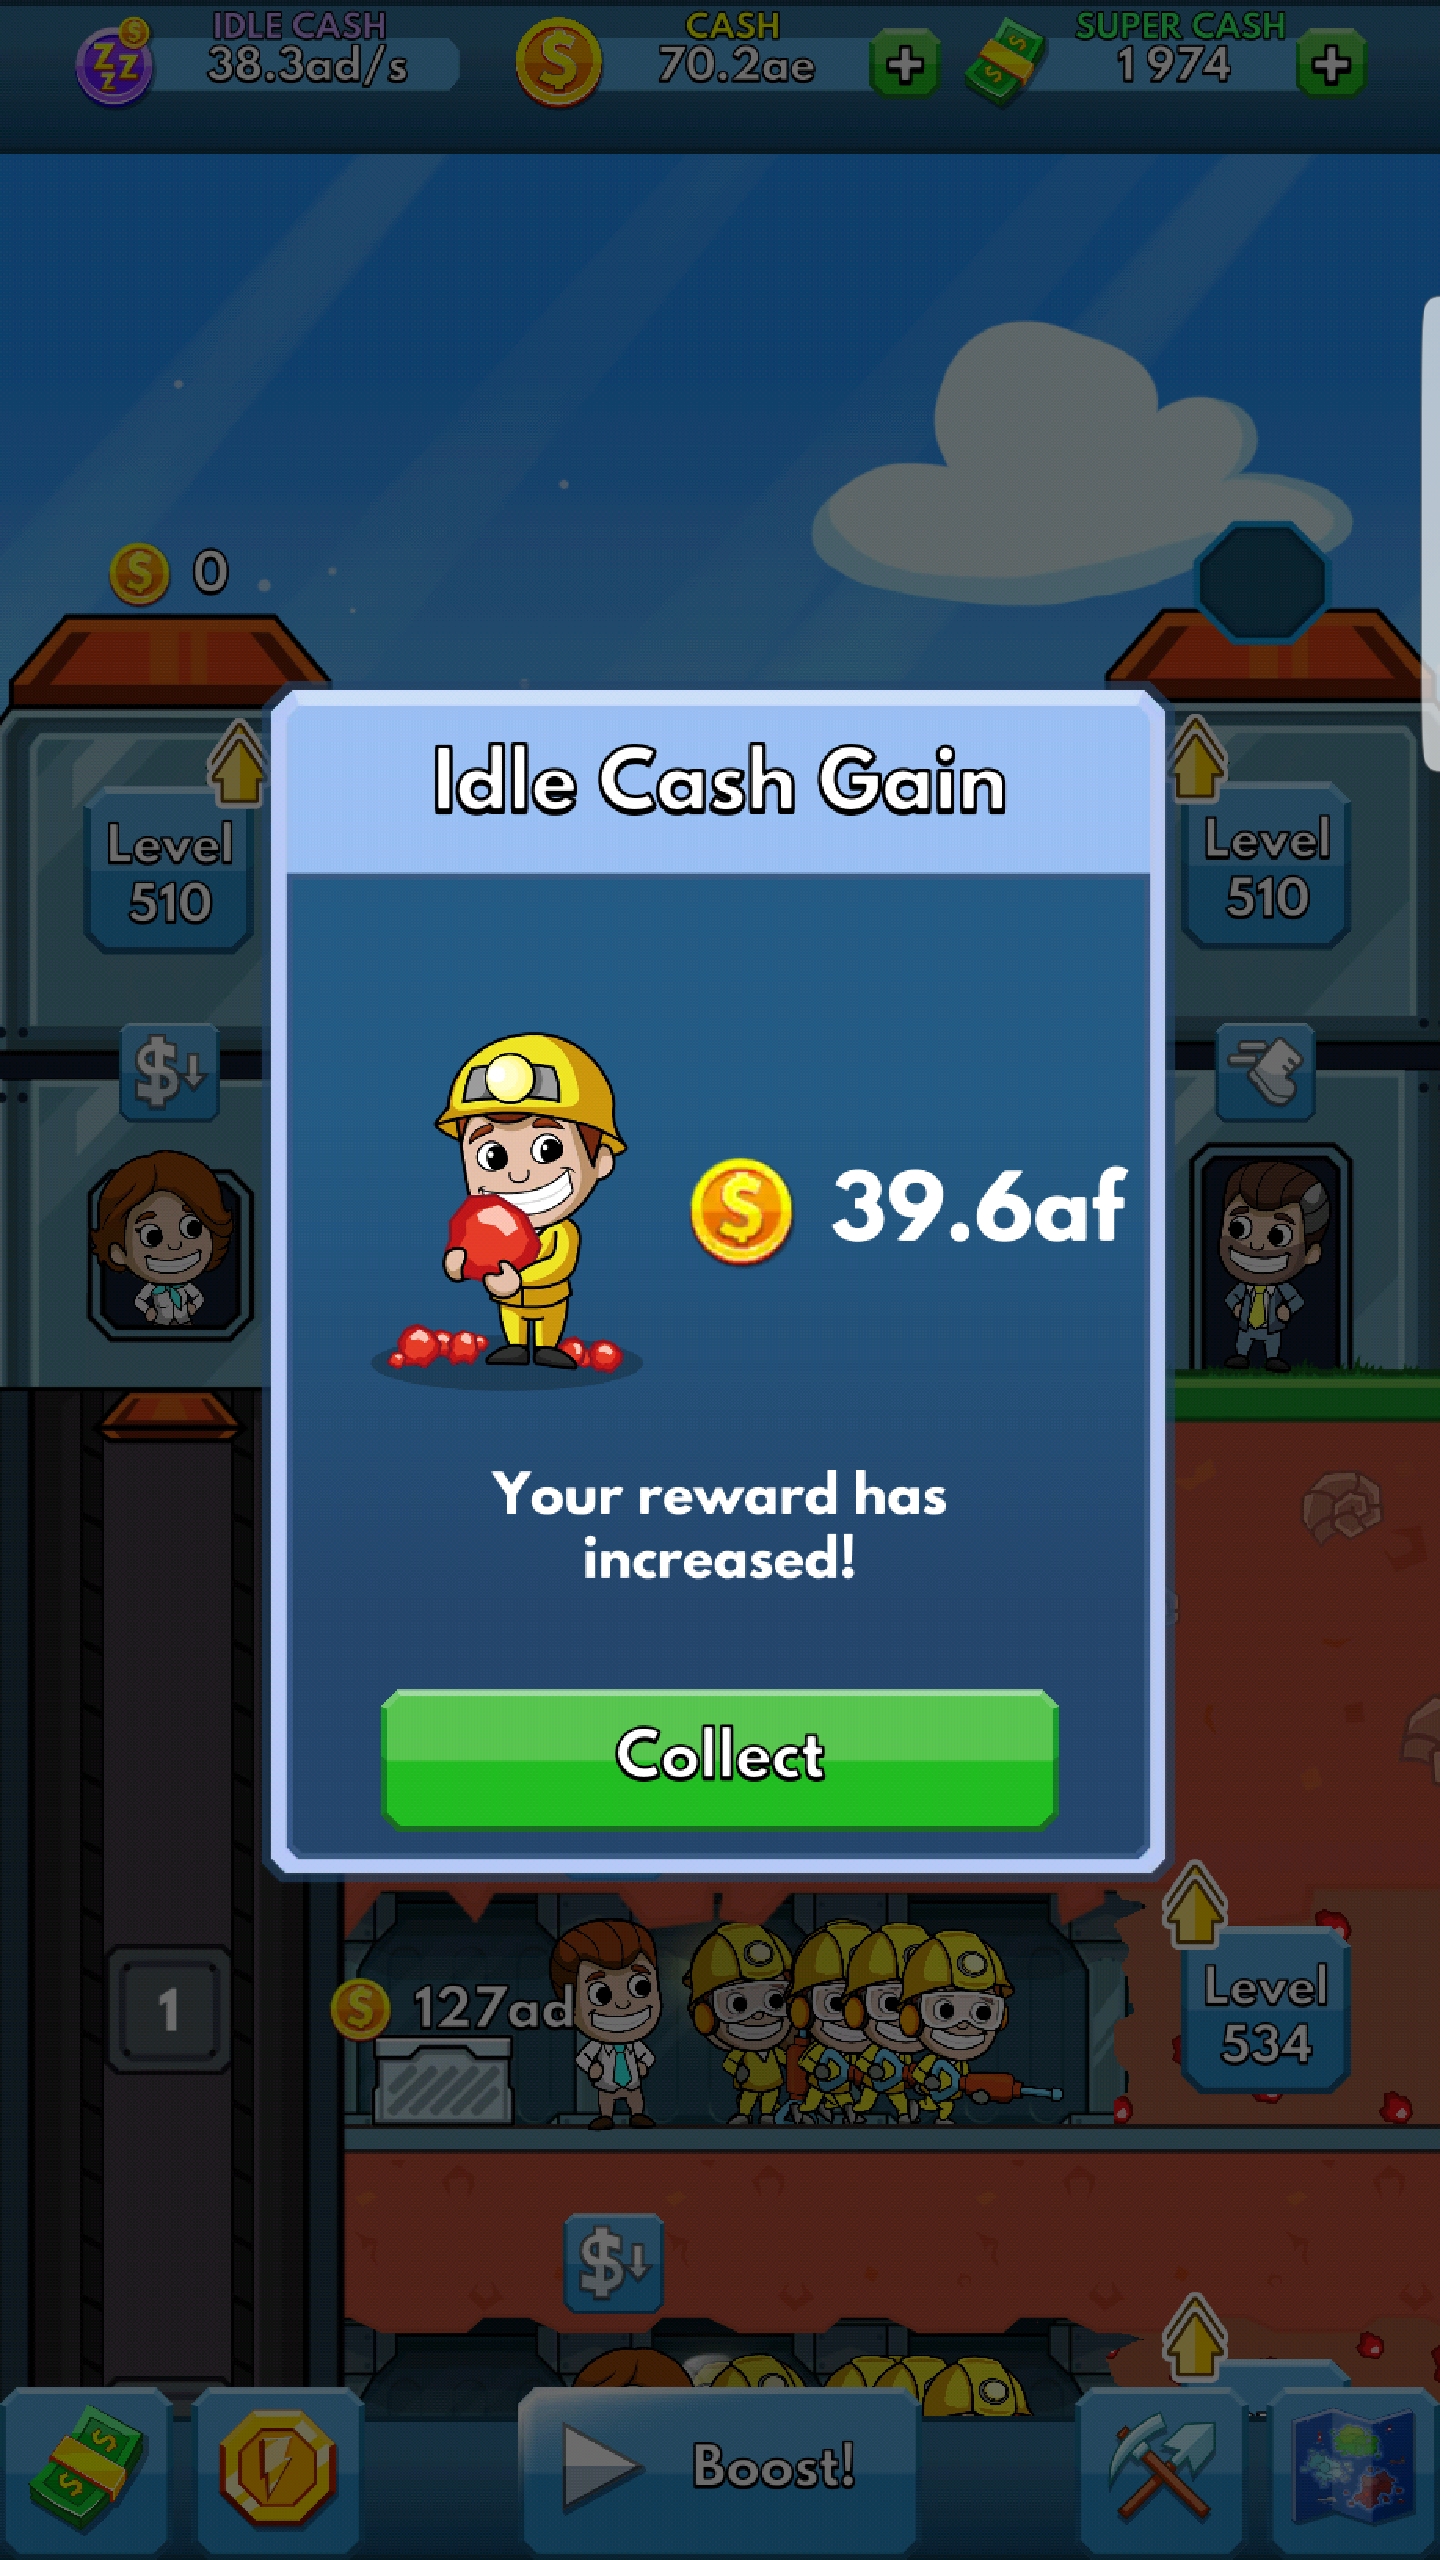 IDLE CASH
38.3ad/s
CASH
70.2ae
SUPER CASH
1974
0
Level
510
Level
510
Idle Cash Gain
39.6af
Your reward has
increased!
Collect
1
127ad
Level
534
Boost!